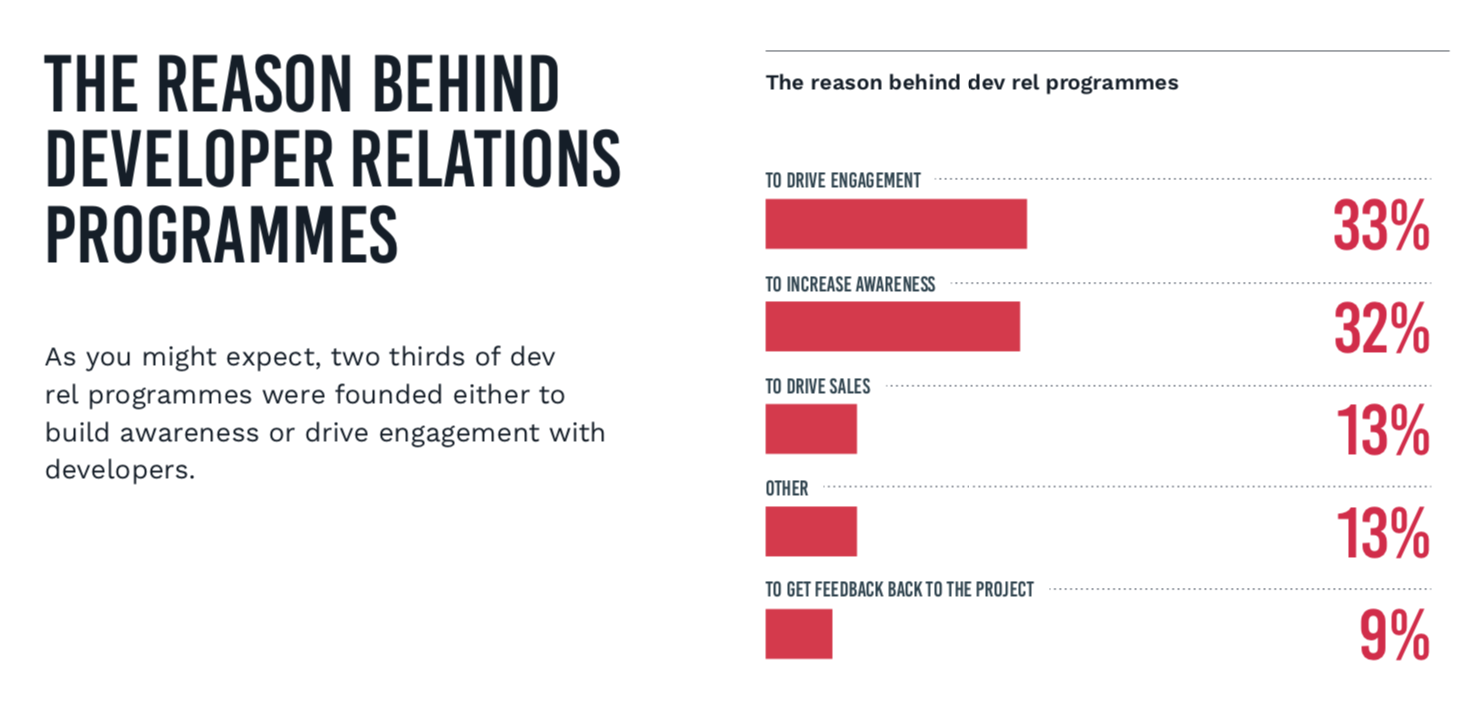 THE REASON BEHIND
DEVELOPER RELATIONS
PROGRAMMES
As you might expect, two thirds of dev
rel programmes were founded either to
build awareness or drive engagement with
developers.
The reason behind dev rel programmes
TO DRIVE ENGAGEMENT
33%
TO INCREASE AWARENESS
32%
TO DRIVE SALES
13%
OTHER
13%
TO GET FEEDBACK BACK TO THE PROJECT
9%